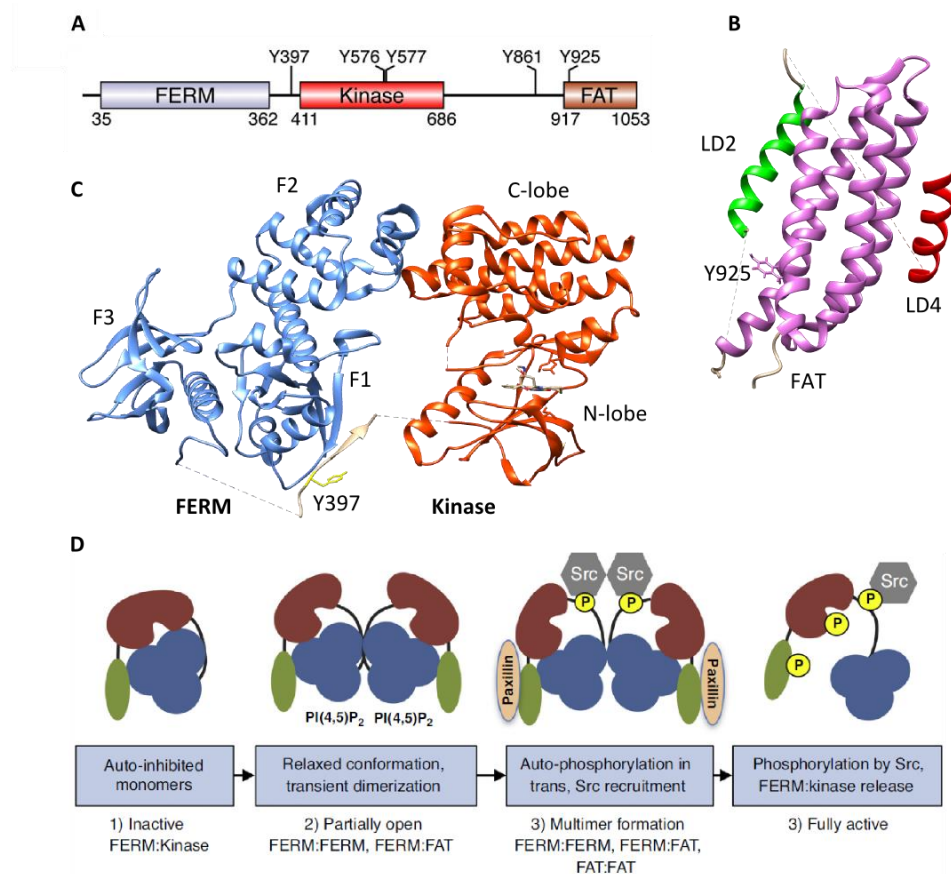 A
Y397
Y576
Y577
Y861
Y925
FERM
Kinase
FAT
35
362
411
686
917
1053
B
LD2
Y925
LD4
FAT
C
F2
C-lobe
F3
F1
N-lobe
Y397
FERM
Kinase
D
Src
Src
Src
P
P
P
P
P
Paxillin
Paxillin
PI(4,5)P2
PI(4,5)P2
Auto-inhibited
monomers
Relaxed conformation,
transient dimerization
Auto-phosphorylation in
trans, Src recruitment
Phosphorylation by Src,
FERM:kinase release
1) Inactive
FERM:Kinase
2) Partially open
FERM:FERM, FERM:FAT
3) Multimer formation
FERM:FERM, FERM:FAT,
FAT:FAT
3) Fully active